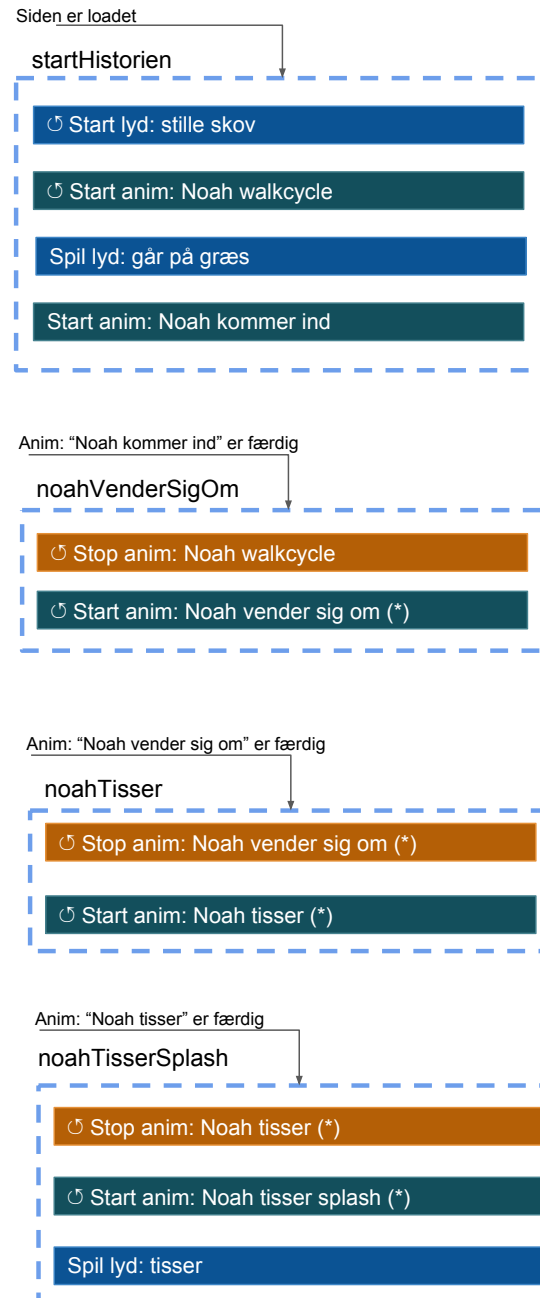 Siden er loadet
startHistorien
↺ Start lyd: stille skov
↺ Start anim: Noah walkcycle
Spil lyd: går på græs
Start anim: Noah kommer ind
Anim: “Noah kommer ind” er færdig
noahVenderSigOm
↺ Stop anim: Noah walkcycle
↺ Start anim: Noah vender sig om (*)
Anim: “Noah vender sig om” er færdig
noahTisser
↺ Stop anim: Noah vender sig om (*)
↺ Start anim: Noah tisser (*)
Anim: “Noah tisser” er færdig
noahTisserSplash
↺ Stop anim: Noah tisser (*)
↺ Start anim: Noah tisser splash (*)
Spil lyd: tisser